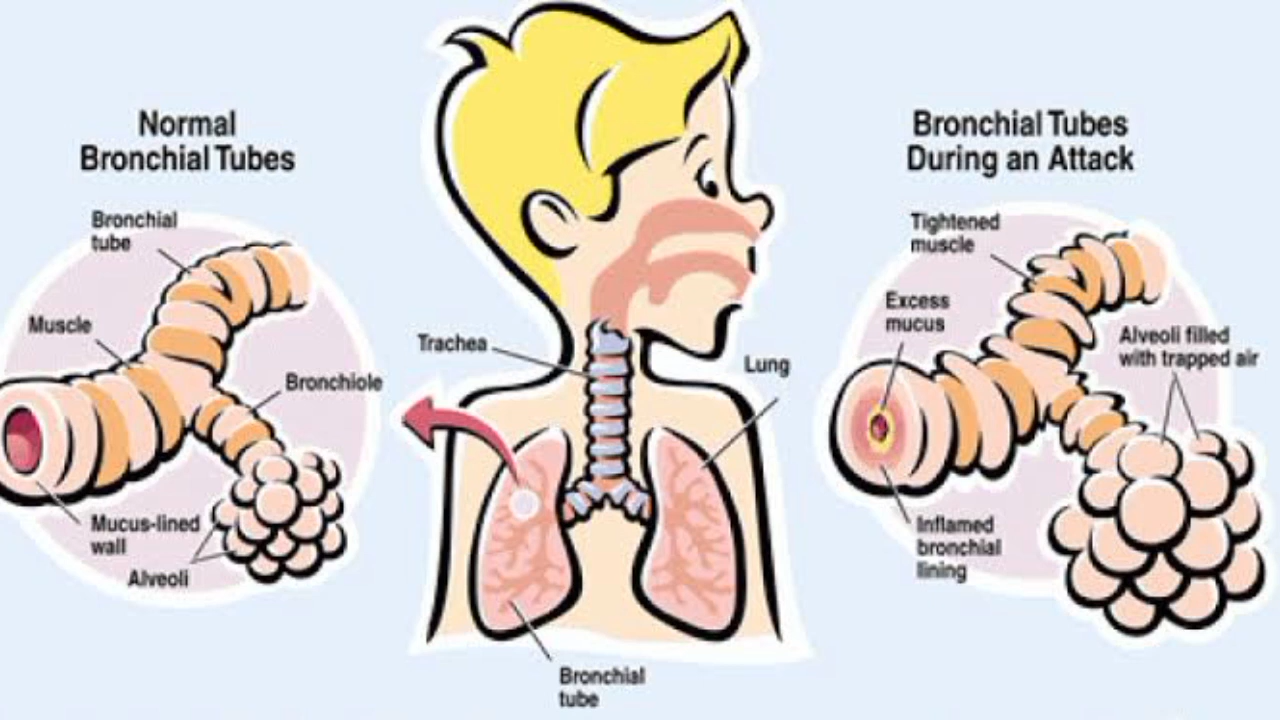 Normal
Bronchial Tubes
Bronchial
tube
Muscle
Bronchiole
Mucus-lined
wall
Alveoli
Trachea
Lung
Bronchial
tube
Bronchial Tubes
During an Attack
Tightened
muscle
Excess
mucus
Alveoli filled
with trapped air
Inflamed
bronchial
lining